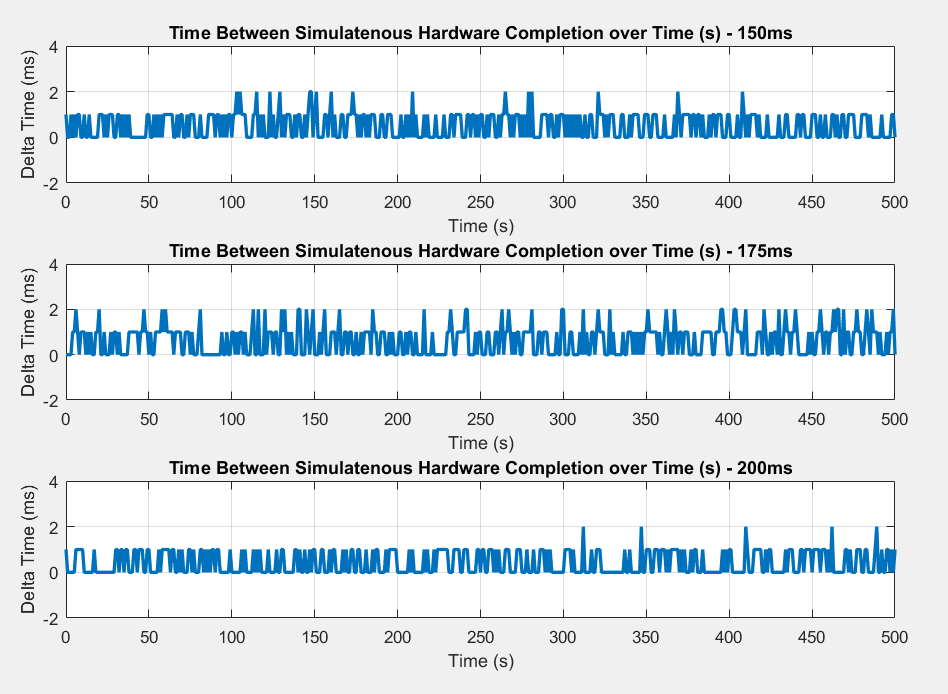 Time Between Simulatenous Hardware Completion over Time (s) - 150ms
4
2
0
-2
Delta Time (ms)
0 50 100 150 200 250 300 350 400 450 500
Time (s)
Time Between Simulatenous Hardware Completion over Time (s) - 175ms
4
2
0
-2
Delta Time (ms)
0 50 100 150 200 250 300 350 400 450 500
Time (s)
Time Between Simulatenous Hardware Completion over Time (s) - 200ms
4
2
0
-2
Delta Time (ms)
0 50 100 150 200 250 300 350 400 450 500
Time (s)